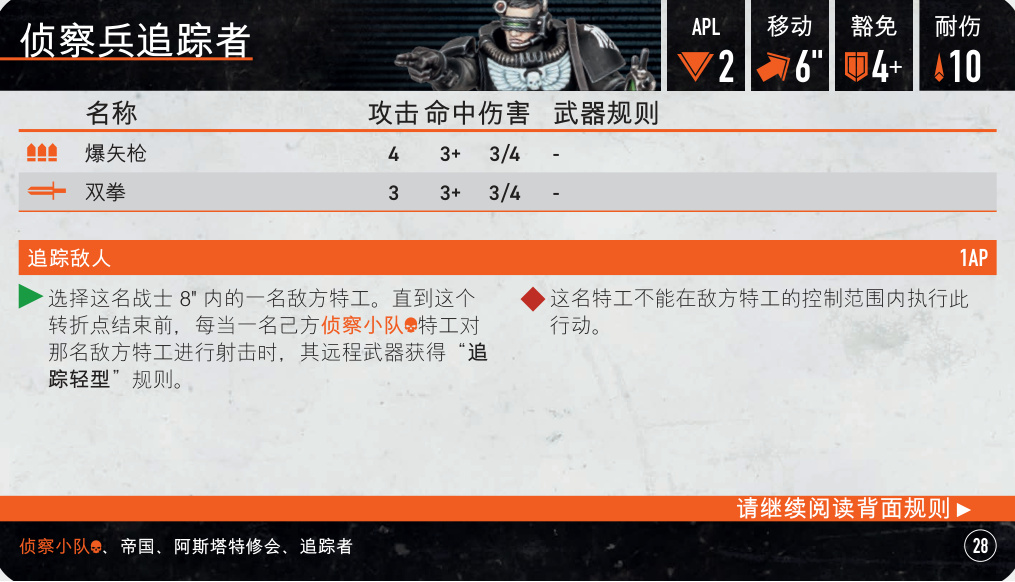 侦察兵追踪者
APL 移动 豁免 耐伤
2 6" 4+ 10
名称 攻击 命中 伤害 武器规则
爆矢枪 4 3+ 3/4 -
双拳 3 3+ 3/4 -
追踪敌人 1AP
选择这名战士 8" 内的一名敌方特工。直到这个
转折点结束前，每当一名己方侦察小队特工对
那名敌方特工进行射击时，其远程武器获得“追
踪轻型”规则。
这名特工不能在敌方特工的控制范围内执行此
行动。
请继续阅读背面规则
侦察小队、帝国、阿斯塔特修会、追踪者
28